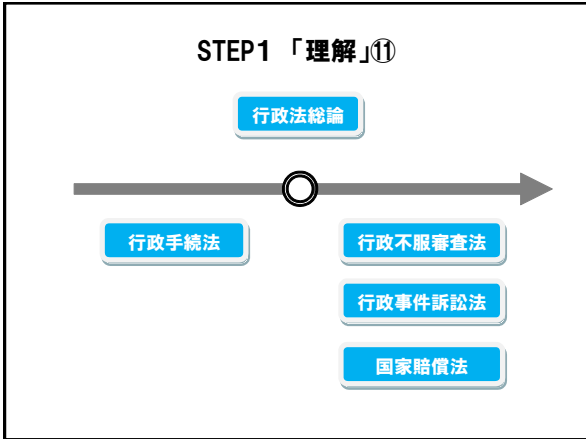 STEP1 「理解」⑪
行政法総論
行政手続法
行政不服審査法
行政事件訴訟法
国家賠償法